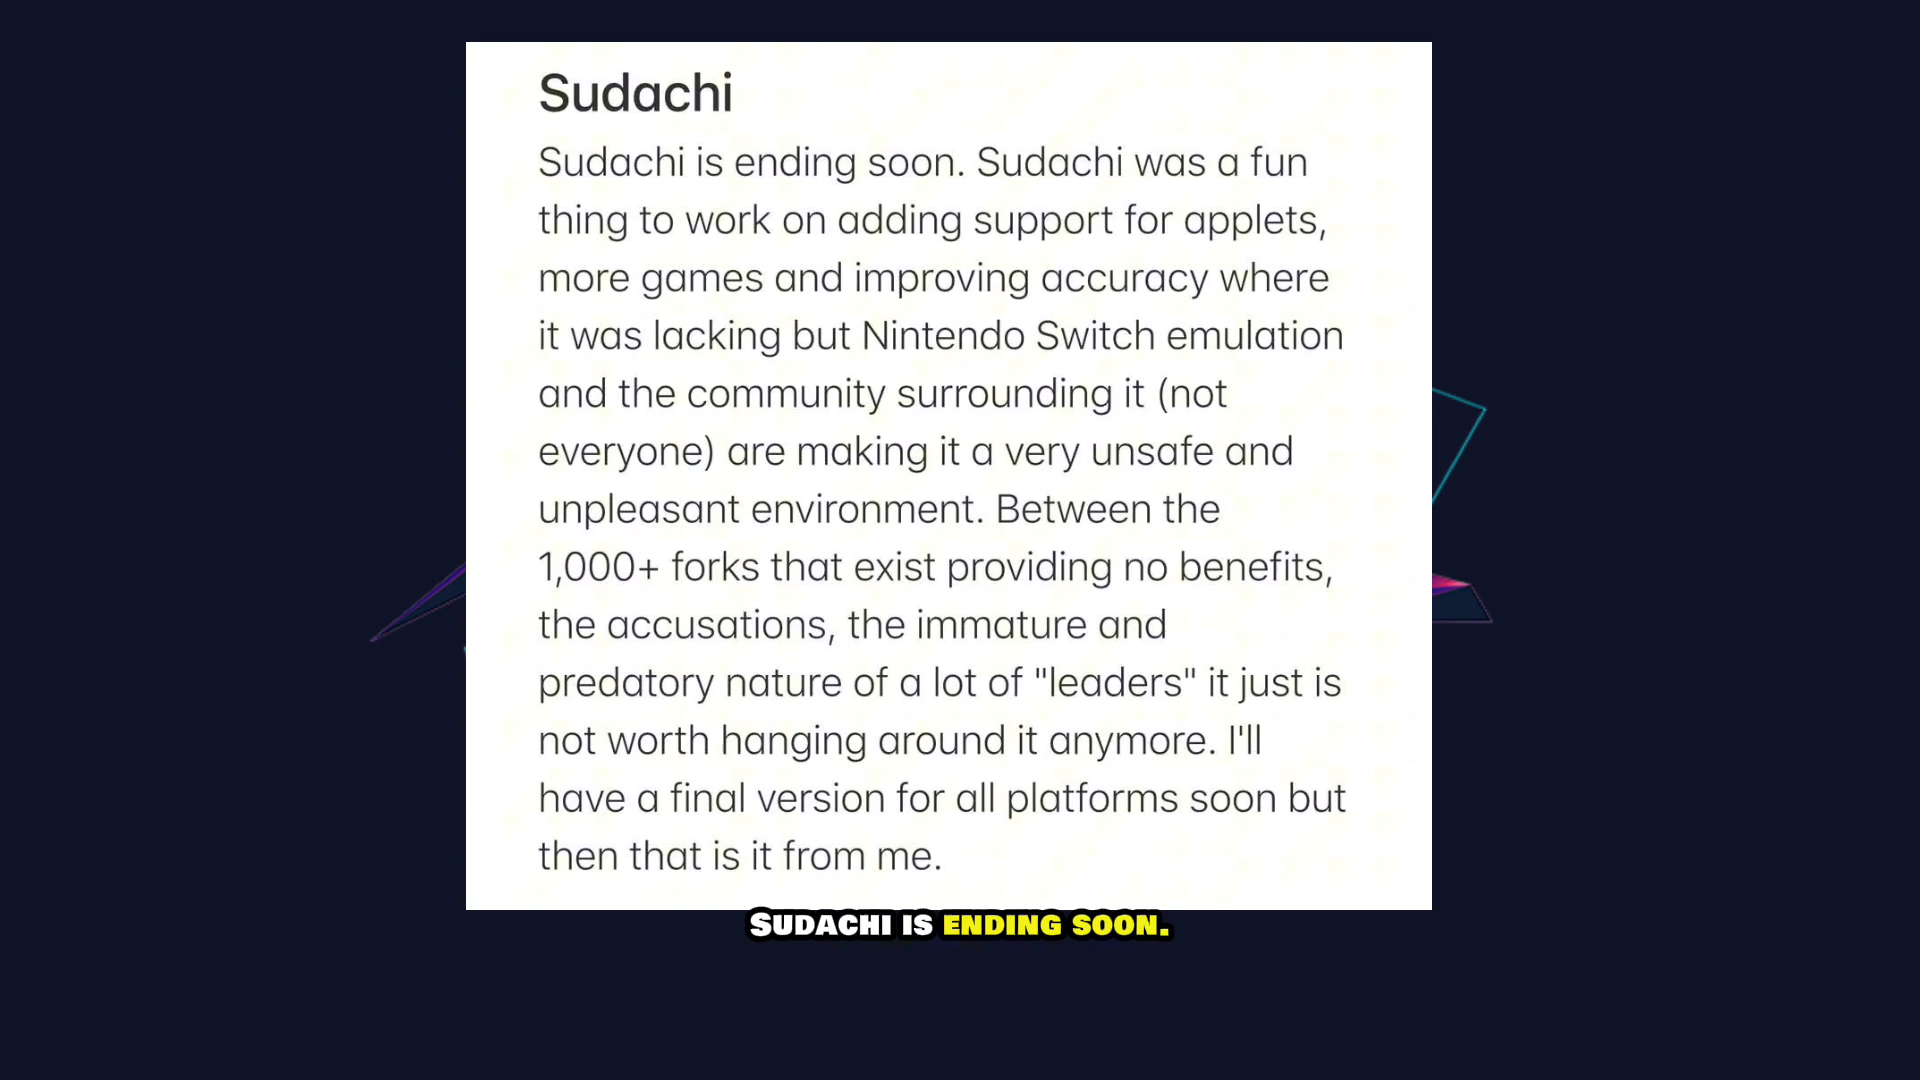 Sudachi
Sudachi is ending soon. Sudachi was a fun
thing to work on adding support for applets,
more games and improving accuracy where
it was lacking but Nintendo Switch emulation
and the community surrounding it (not
everyone) are making it a very unsafe and
unpleasant environment. Between the
1,000+ forks that exist providing no benefits,
the accusations, the immature and
predatory nature of a lot of "leaders" it just is
not worth hanging around it anymore. I'll
have a final version for all platforms soon but
then that is it from me.
SUDACHI IS ENDING SOON.